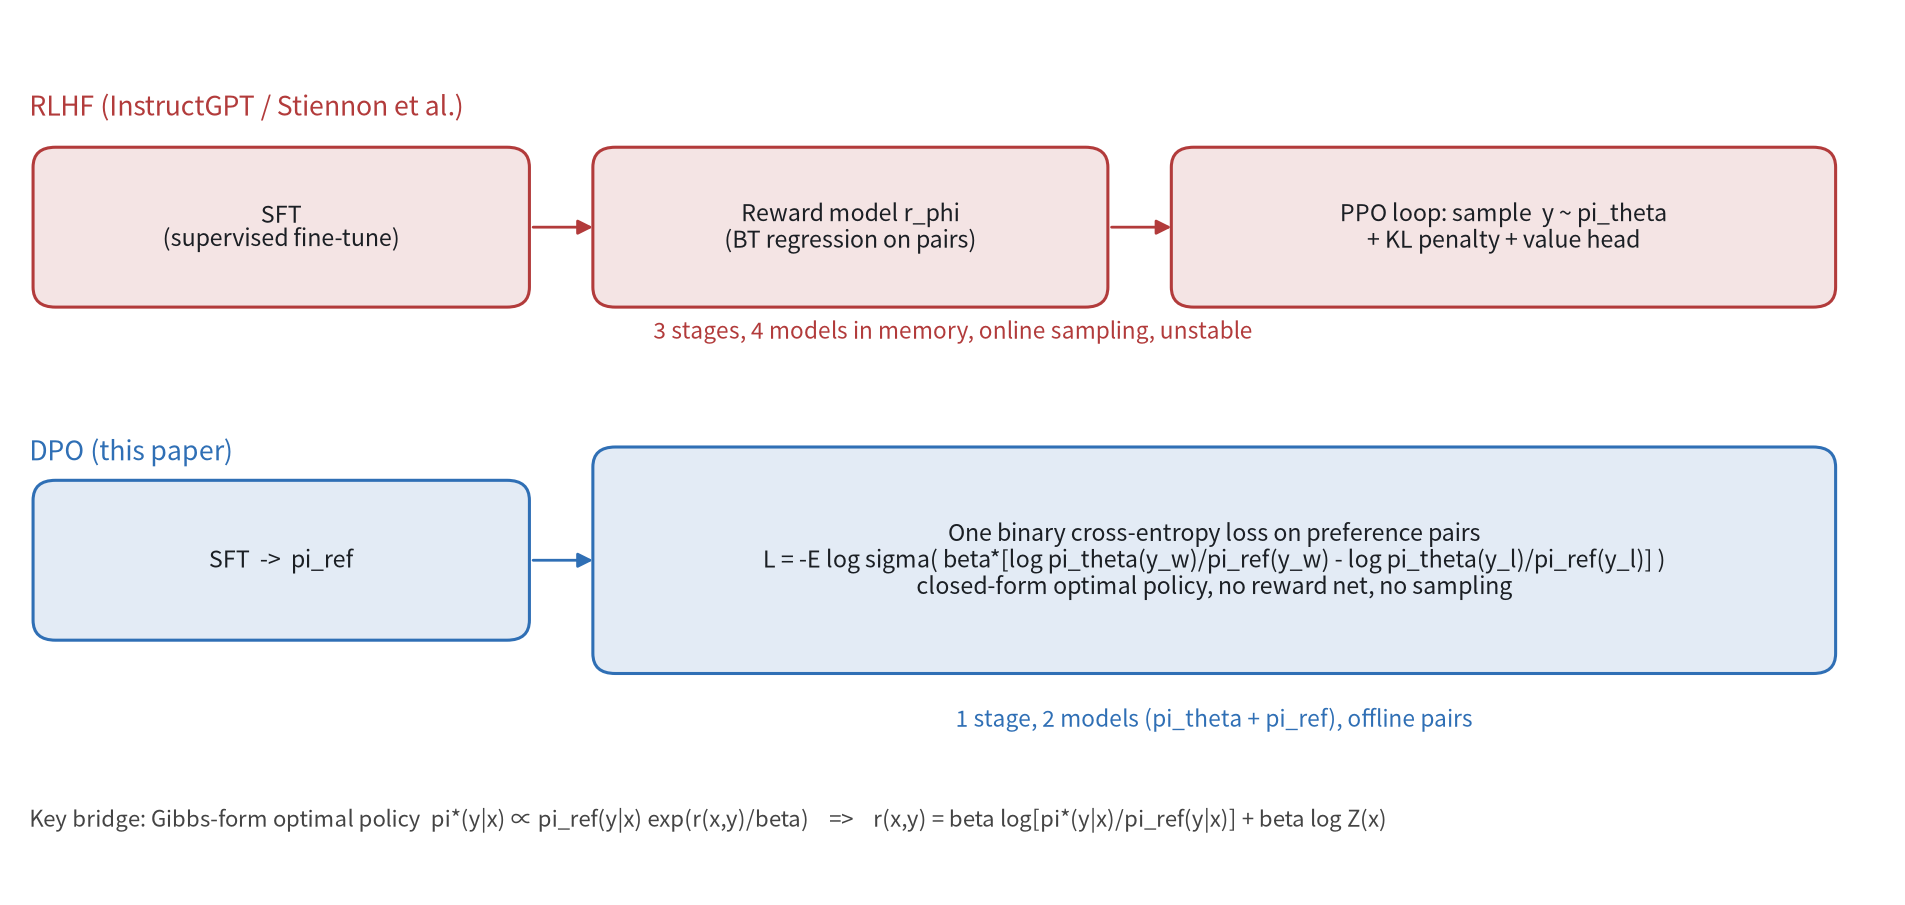 RLHF (InstructGPT / Stiennon et al.)
SFT
(supervised fine-tune)
Reward model r_phi
(BT regression on pairs)
PPO loop: sample  y ~ pi_theta
+ KL penalty + value head
3 stages, 4 models in memory, online sampling, unstable
DPO (this paper)
SFT  ->  pi_ref
One binary cross-entropy loss on preference pairs
L = -E log sigma( beta*[log pi_theta(y_w)/pi_ref(y_w) - log pi_theta(y_l)/pi_ref(y_l)] )
closed-form optimal policy, no reward net, no sampling
1 stage, 2 models (pi_theta + pi_ref), offline pairs
Key bridge: Gibbs-form optimal policy  pi*(y|x) ∝ pi_ref(y|x) exp(r(x,y)/beta)   =>   r(x,y) = beta log[pi*(y|x)/pi_ref(y|x)] + beta log Z(x)